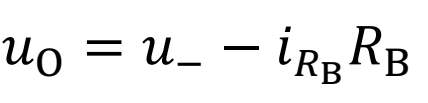 u_O = u_− − i_{R_B} R_B